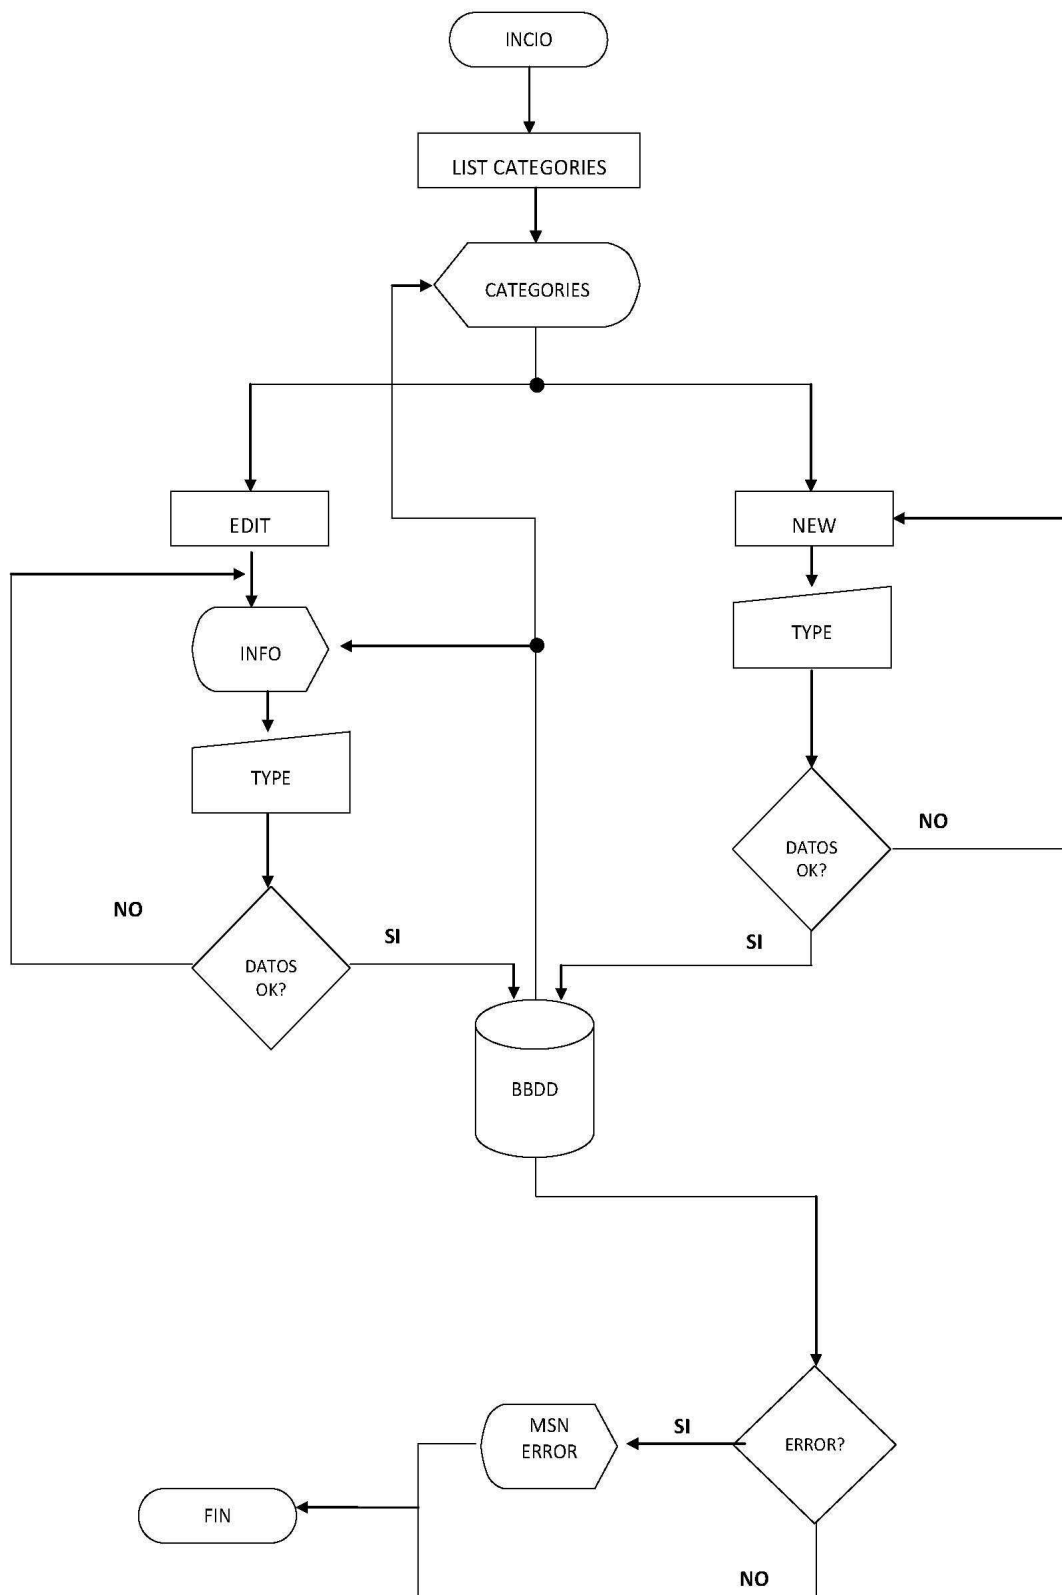 INCIO
LIST CATEGORIES
CATEGORIES
EDIT
NEW
INFO
TYPE
TYPE
DATOS
OK?
NO
NO
SI
SI
DATOS
OK?
BBDD
MSN
ERROR
SI
ERROR?
FIN
NO